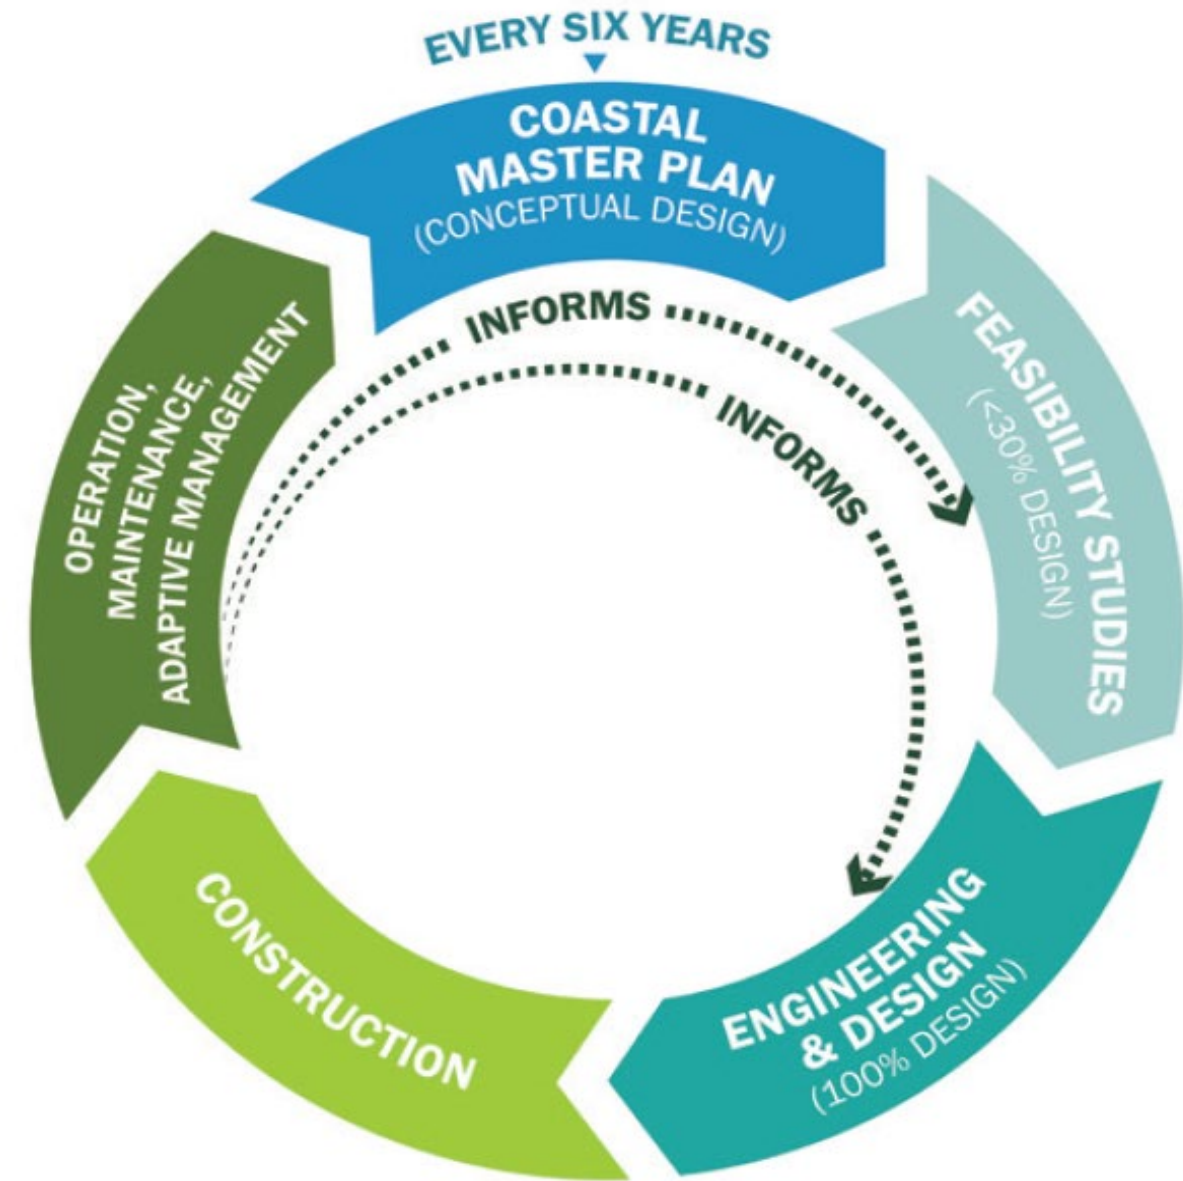 EVERY SIX YEARS
COASTAL
MASTER PLAN
(CONCEPTUAL DESIGN)
INFORMS
INFORMS
FEASIBILITY STUDIES
(<30% DESIGN)
ENGINEERING
& DESIGN
(100% DESIGN)
CONSTRUCTION
OPERATION,
MAINTENANCE,
ADAPTIVE MANAGEMENT